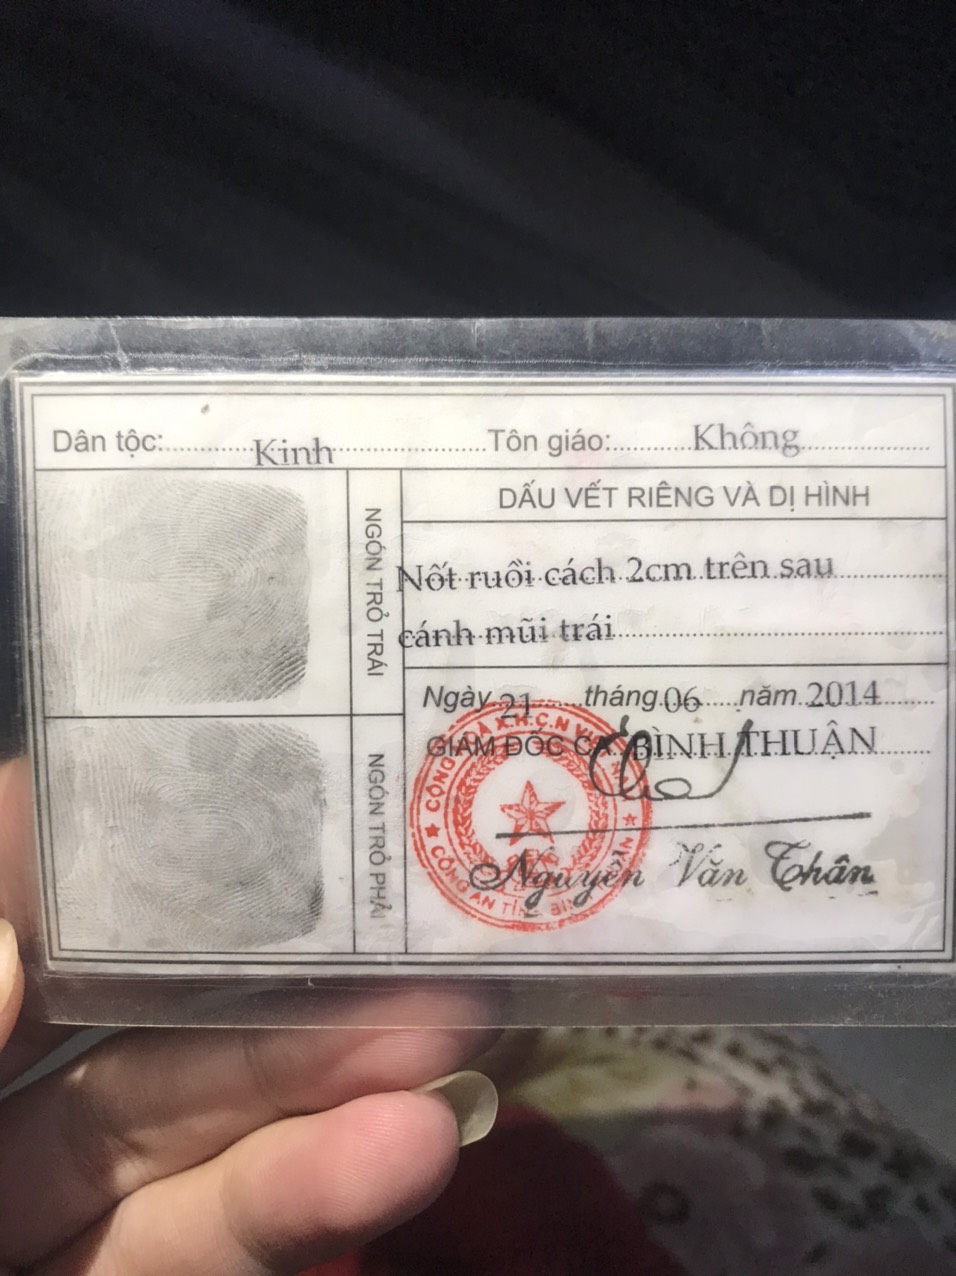 Dân tộc: Kinh Tôn giáo: Không
NGÓN TRỎ TRÁI
NGÓN TRỎ PHẢI
DẤU VẾT RIÊNG VÀ DỊ HÌNH
Nốt ruồi cách 2cm trên sau
cánh mũi trái
Ngày 21 tháng 06 năm 2014
GIÁM ĐỐC CA BÌNH THUẬN
CÔNG AN TỈNH
Nguyễn Văn Thân